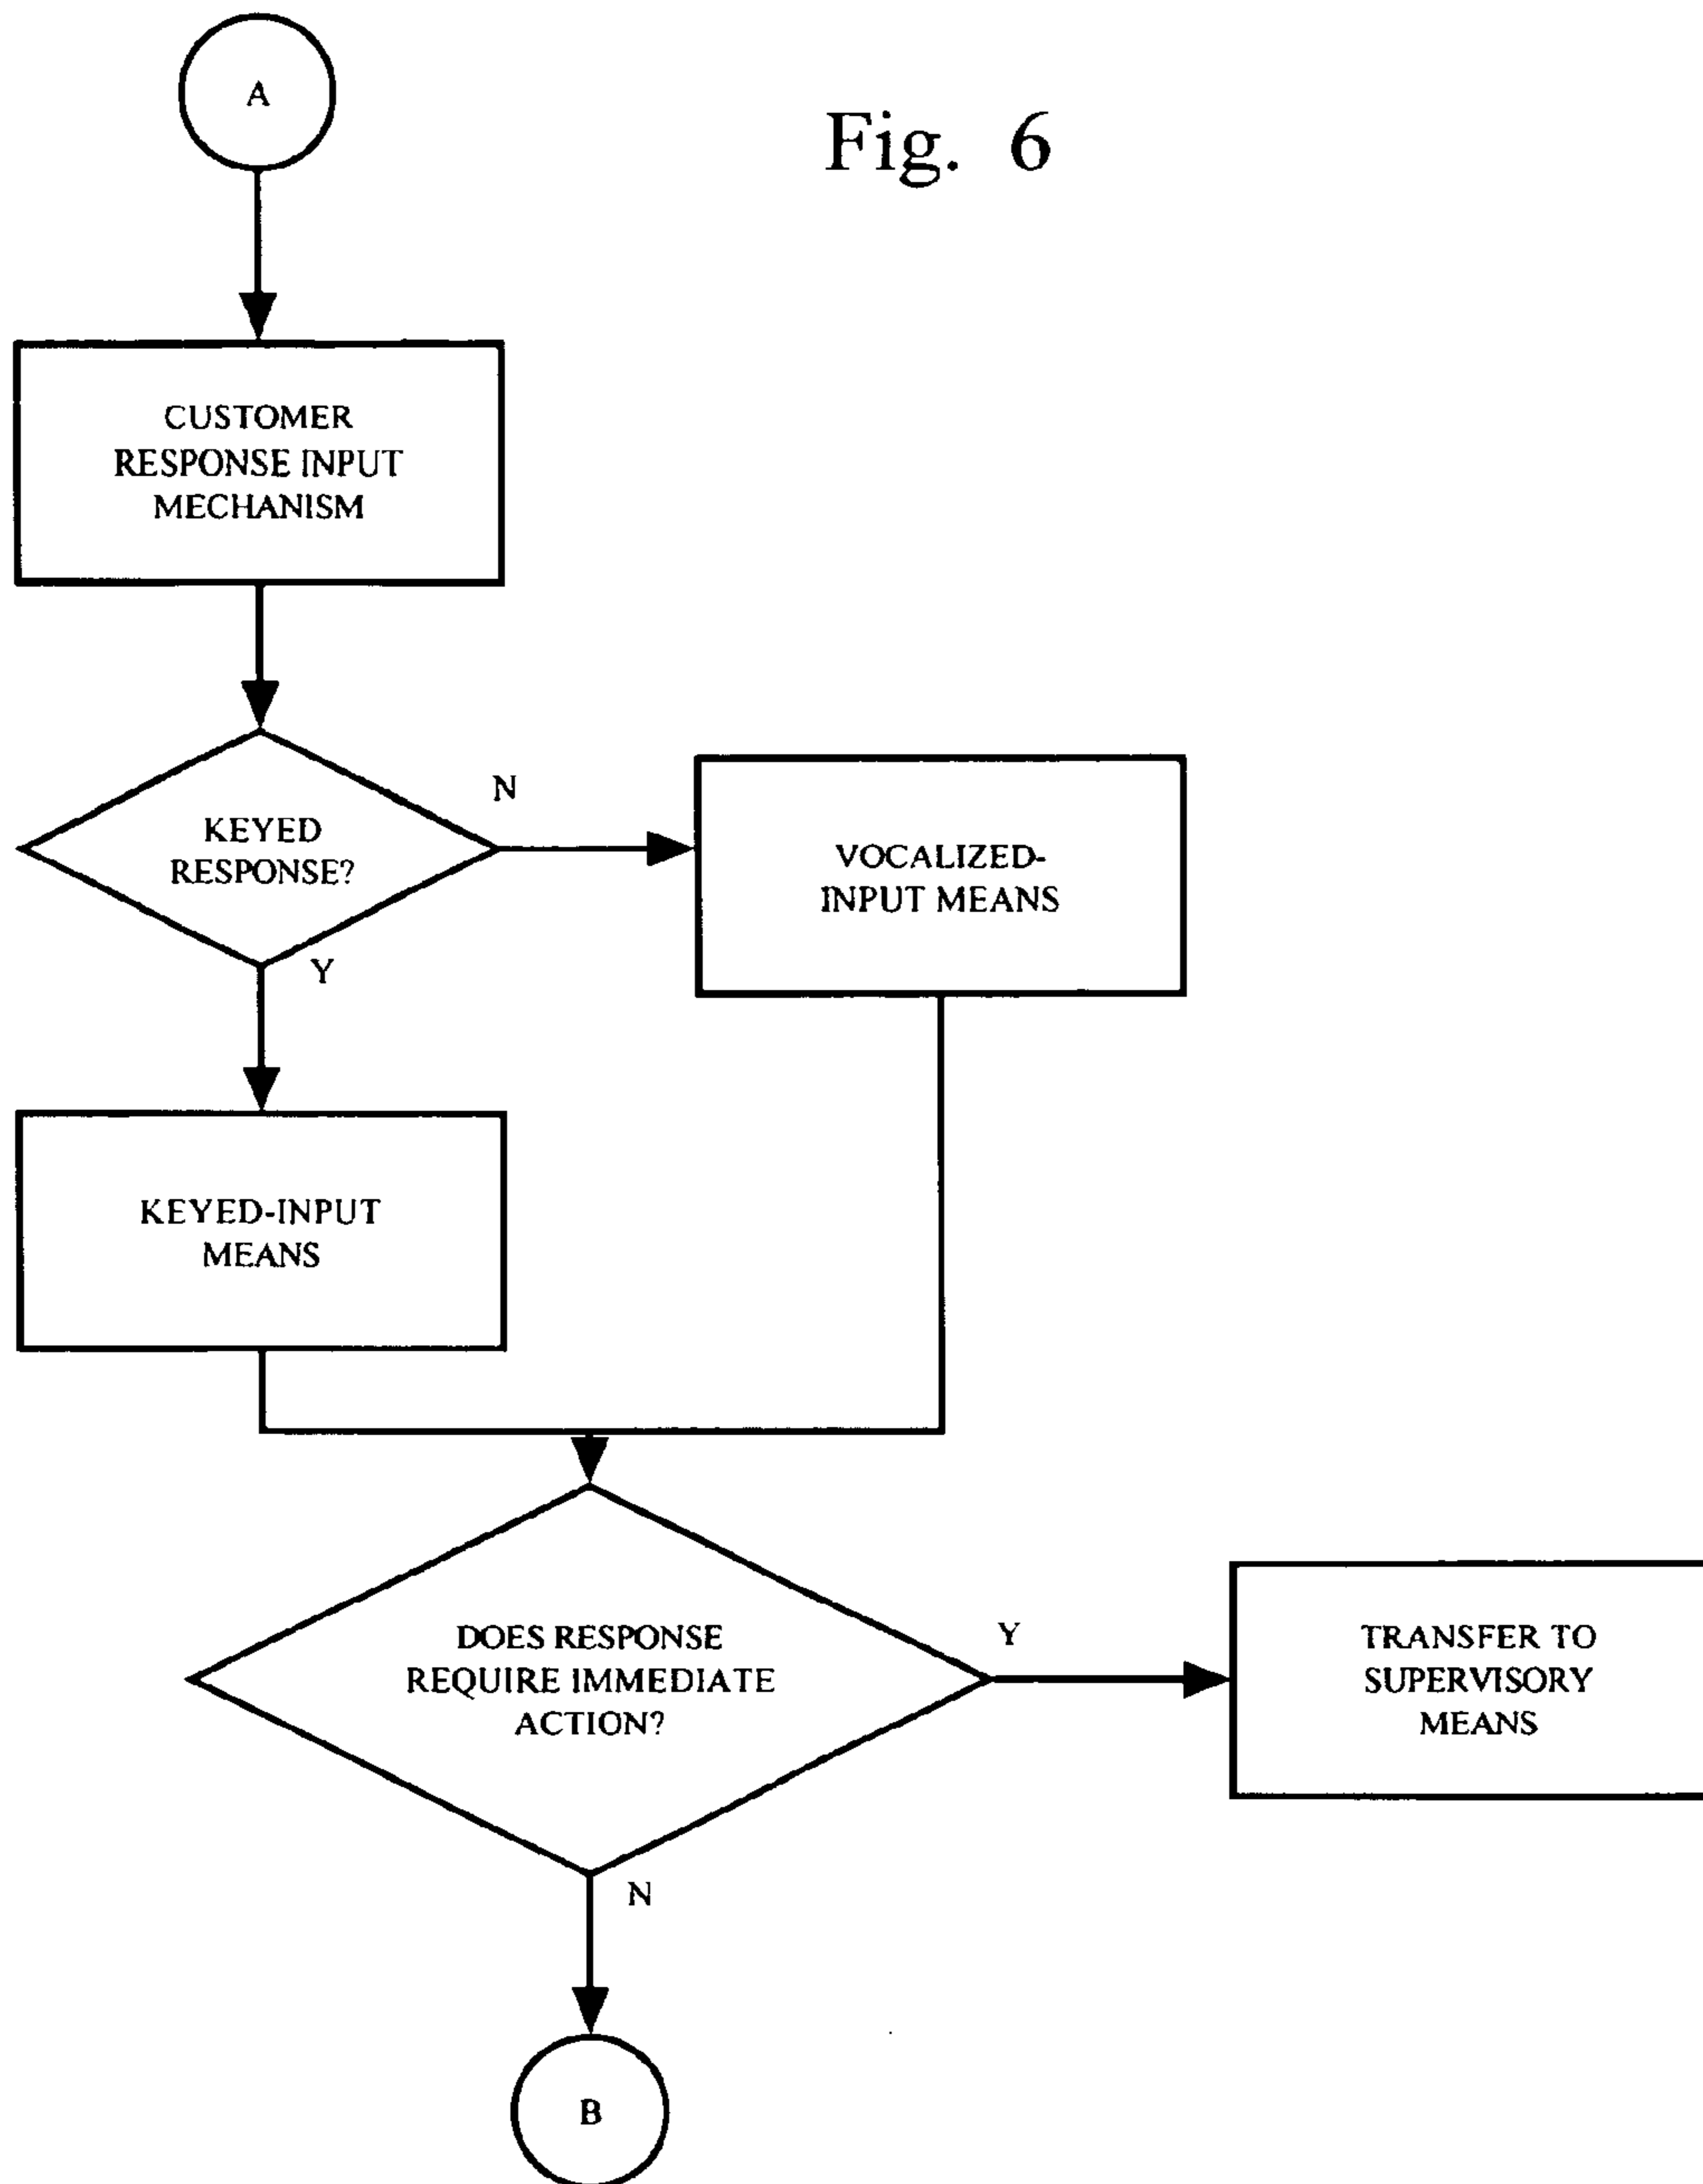 A
Fig. 6
CUSTOMER
RESPONSE INPUT
MECHANISM
KEYED
RESPONSE?
N
Y
VOCALIZED-
INPUT MEANS
KEYED-INPUT
MEANS
DOES RESPONSE
REQUIRE IMMEDIATE
ACTION?
Y
N
TRANSFER TO
SUPERVISORY
MEANS
B